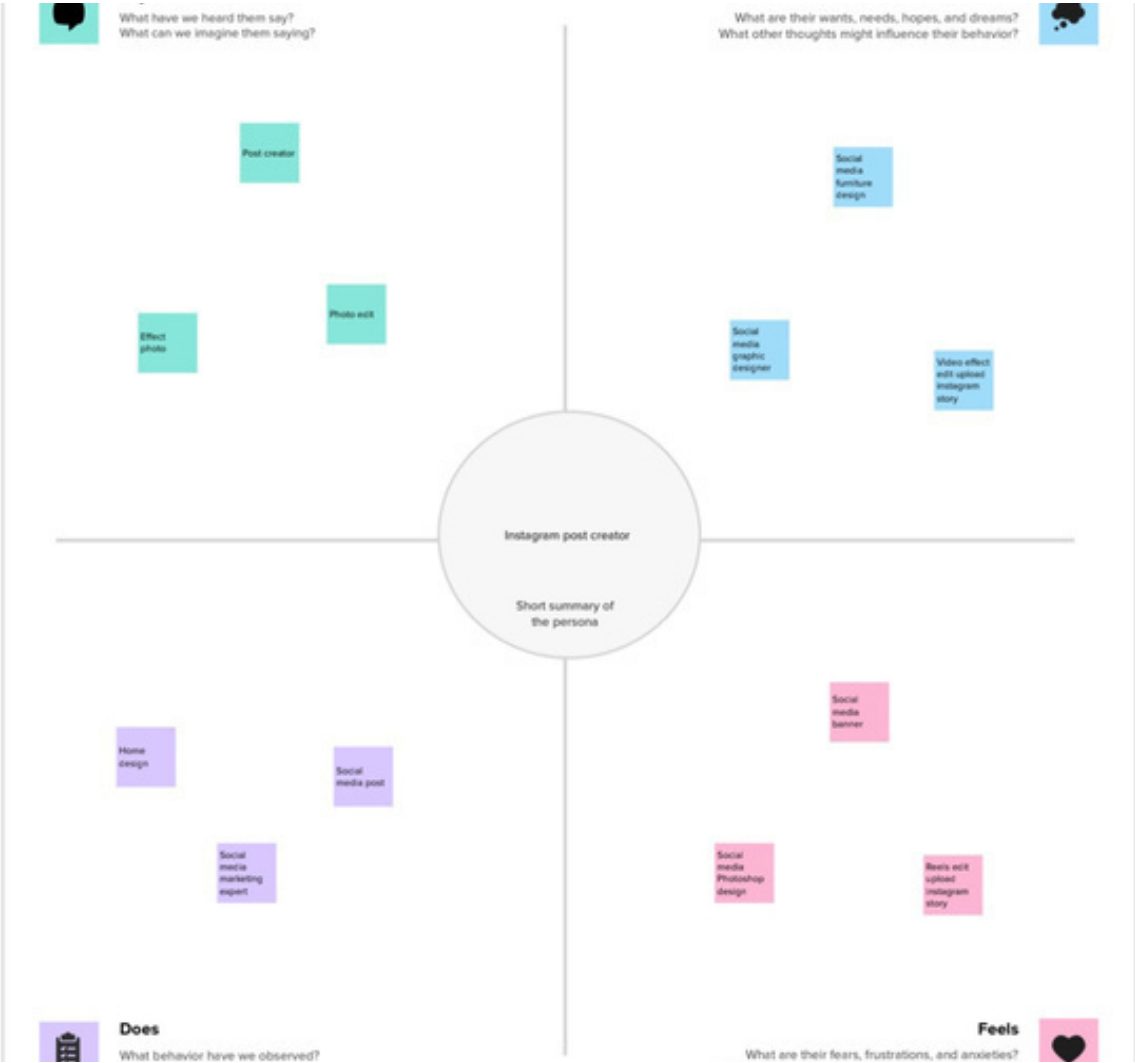 What have we heard them say?
What can we imagine them saying?
What are their wants, needs, hopes, and dreams?
What other thoughts might influence their behavior?
Post creator
Social
media
furniture
design
Photo edit
Effect
photo
Social
media
graphic
designer
Video effect
edit upload
instagram
story
Instagram post creator
Short summary of
the persona
Home
design
Social
media post
Social
media
marketing
expert
Social
media
banner
Social
media
Photoshop
design
Reels edit
upload
instagram
story
Does
What behavior have we observed?
Feels
What are their fears, frustrations, and anxieties?